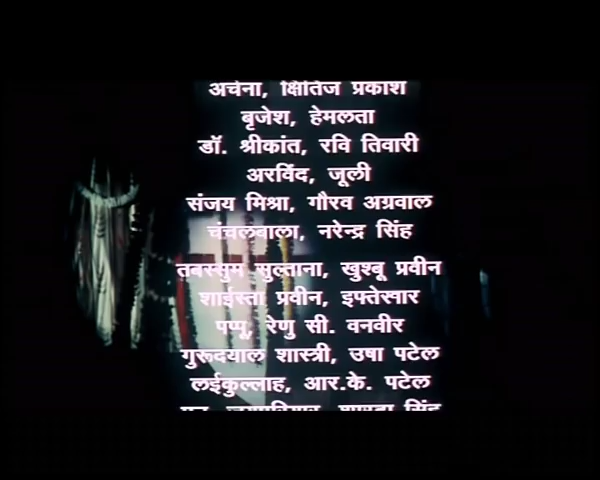 अर्चना, क्षितिज प्रकाश
बृजेश, हेमलता
डॉ. श्रीकांत, रवि तिवारी
अरविंद, जूली
संजय मिश्रा, गौरव अग्रवाल
चंचलबाला, नरेन्द्र सिंह
तबस्सुम सुल्ताना, खुश्बू प्रवीन
शाईस्ता प्रवीन, इफ्तेखार
पप्पू, रेणु सी. वनवीर
गुरूदयाल शास्त्री, उषा पटेल
लईकुल्लाह, आर.के. पटेल
सिंह